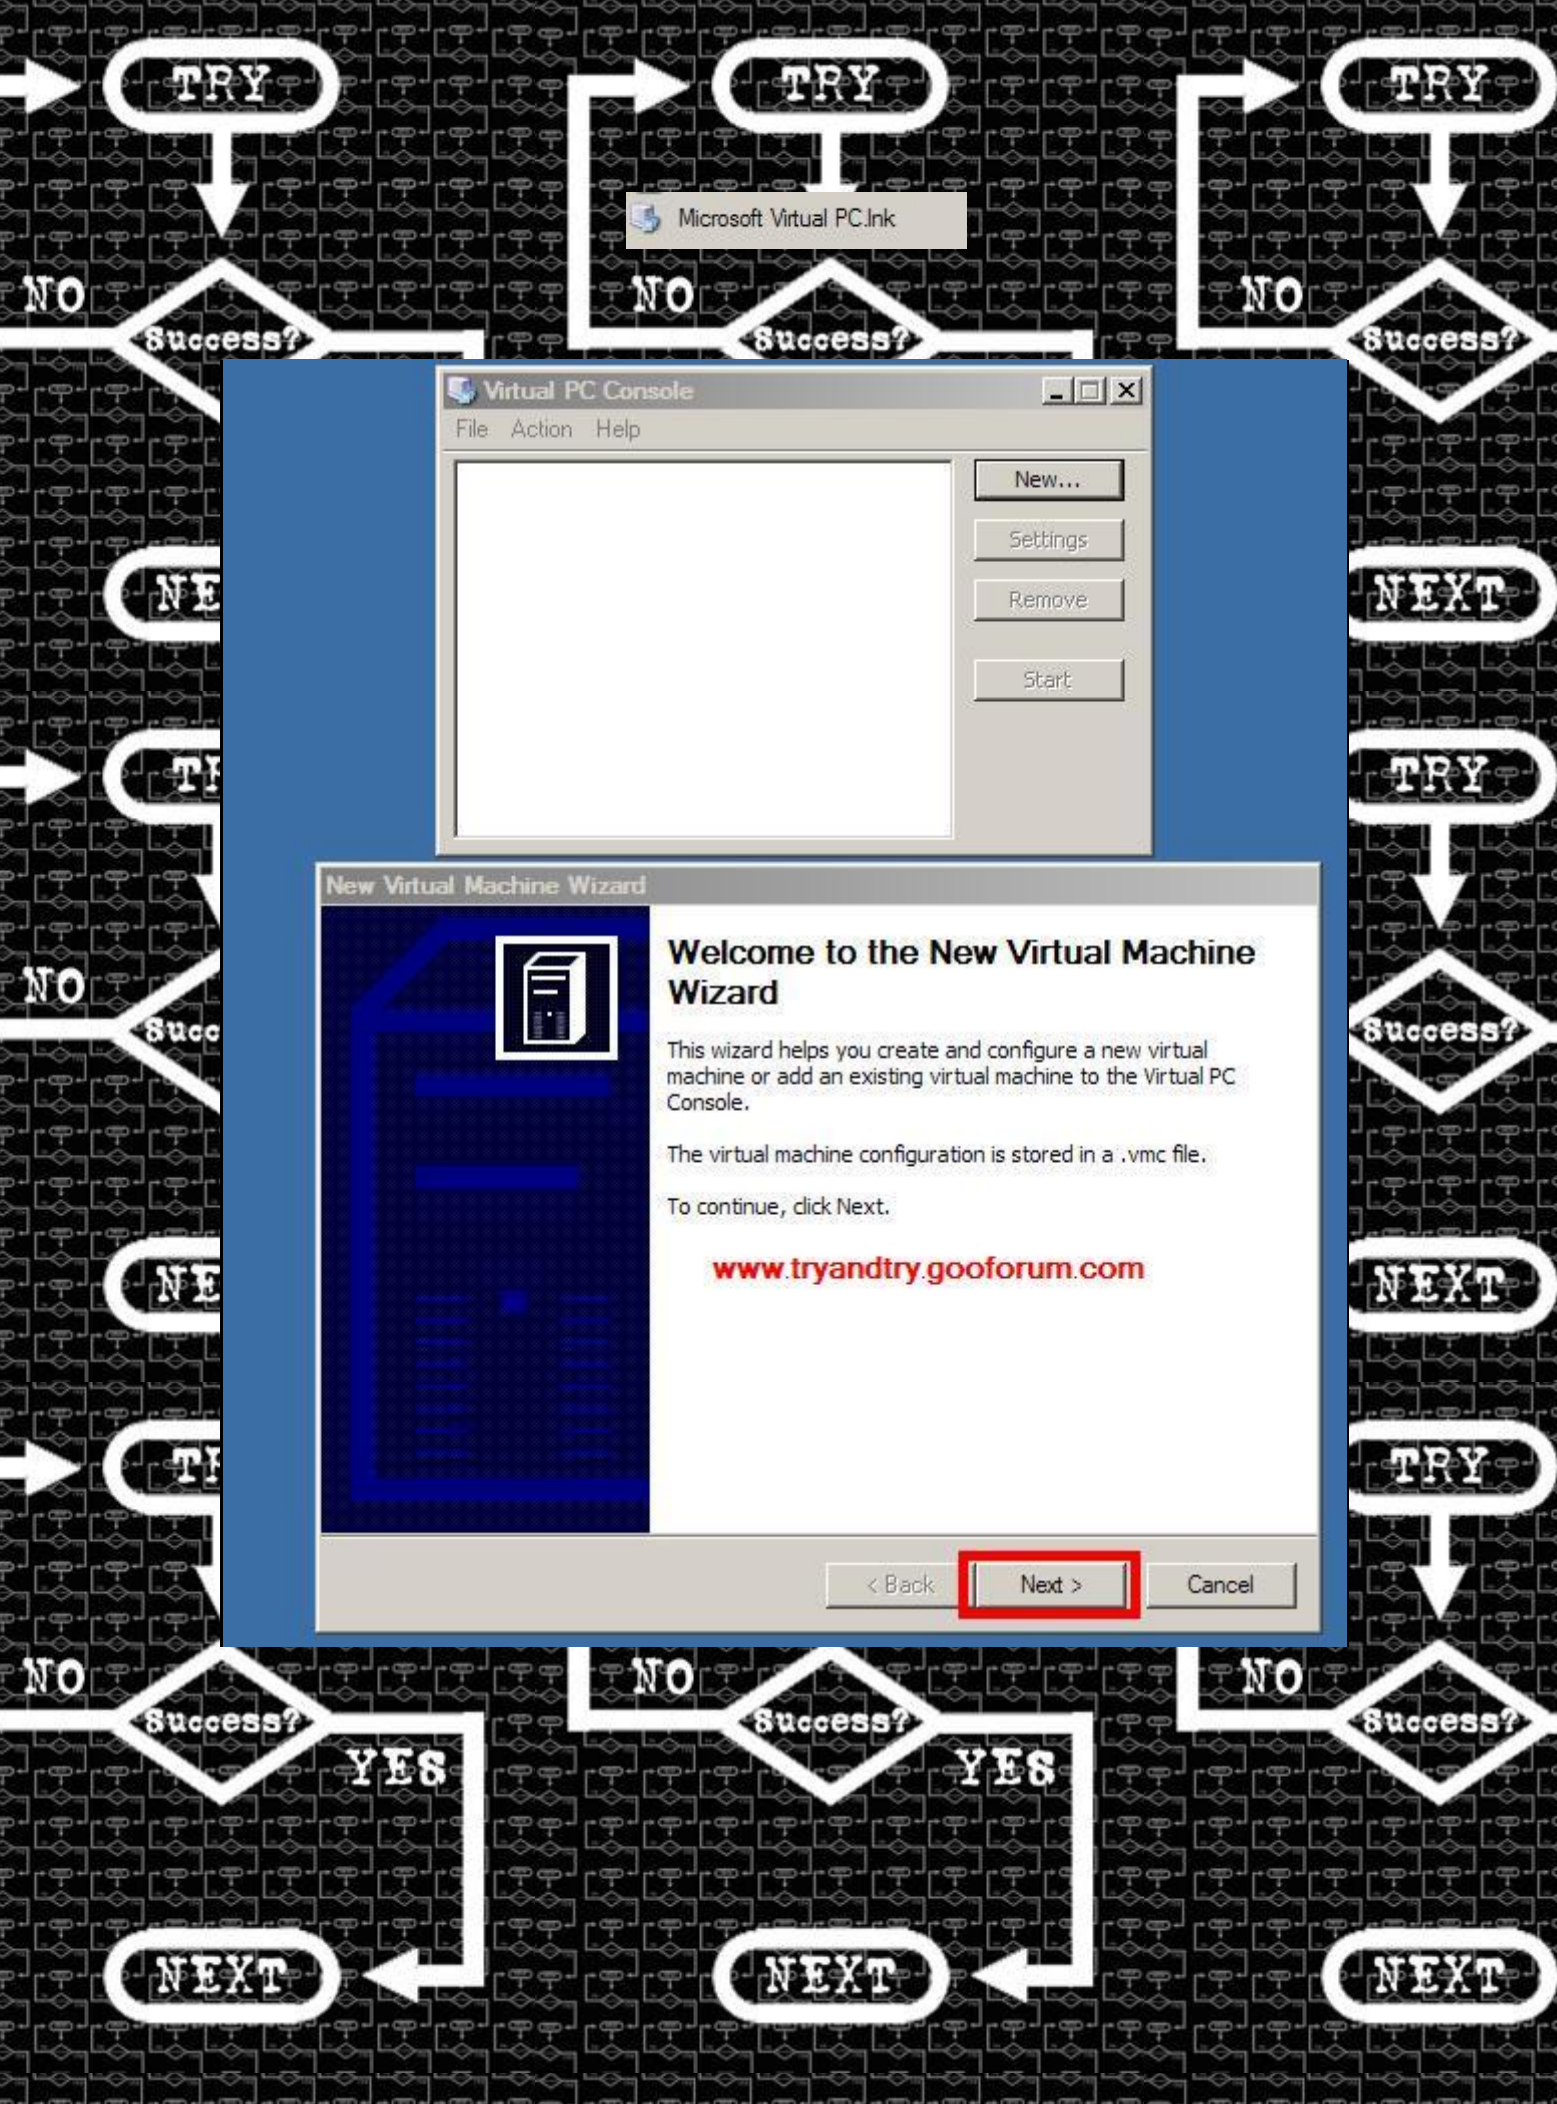 TRY TRY TRY
Microsoft Virtual PC.lnk
NO NO NO
Success? Success? Success?
Virtual PC Console
File Action Help
New...
Settings
NEXT
Remove
Start
TRY
New Virtual Machine Wizard
Welcome to the New Virtual Machine
Wizard
NO
Success?
This wizard helps you create and configure a new virtual
machine or add an existing virtual machine to the Virtual PC
Console.
The virtual machine configuration is stored in a .vmc file.
To continue, click Next.
www.tryandtry.gooforum.com
NEXT
TRY
< Back Next > Cancel
NO NO NO
Success? Success? Success?
YES YES
NEXT NEXT NEXT